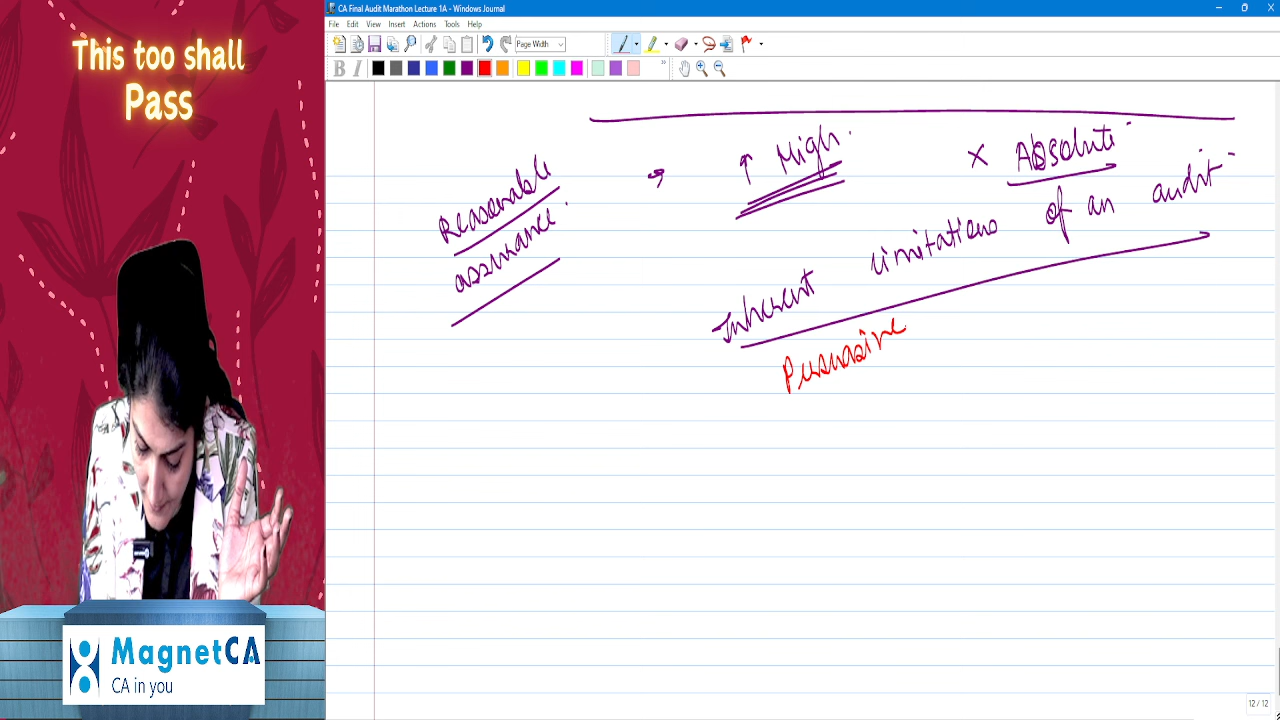 This too shall
Pass
CA Final Audit Marathon Lecture 1A - Windows Journal
File Edit View Insert Actions Tools Help
Page Width
B I
Reasonable
assurance.
↑ High.
× Absolute
Inherent limitations of an audit
Persuasive
MagnetCA
CA in you
12 / 12